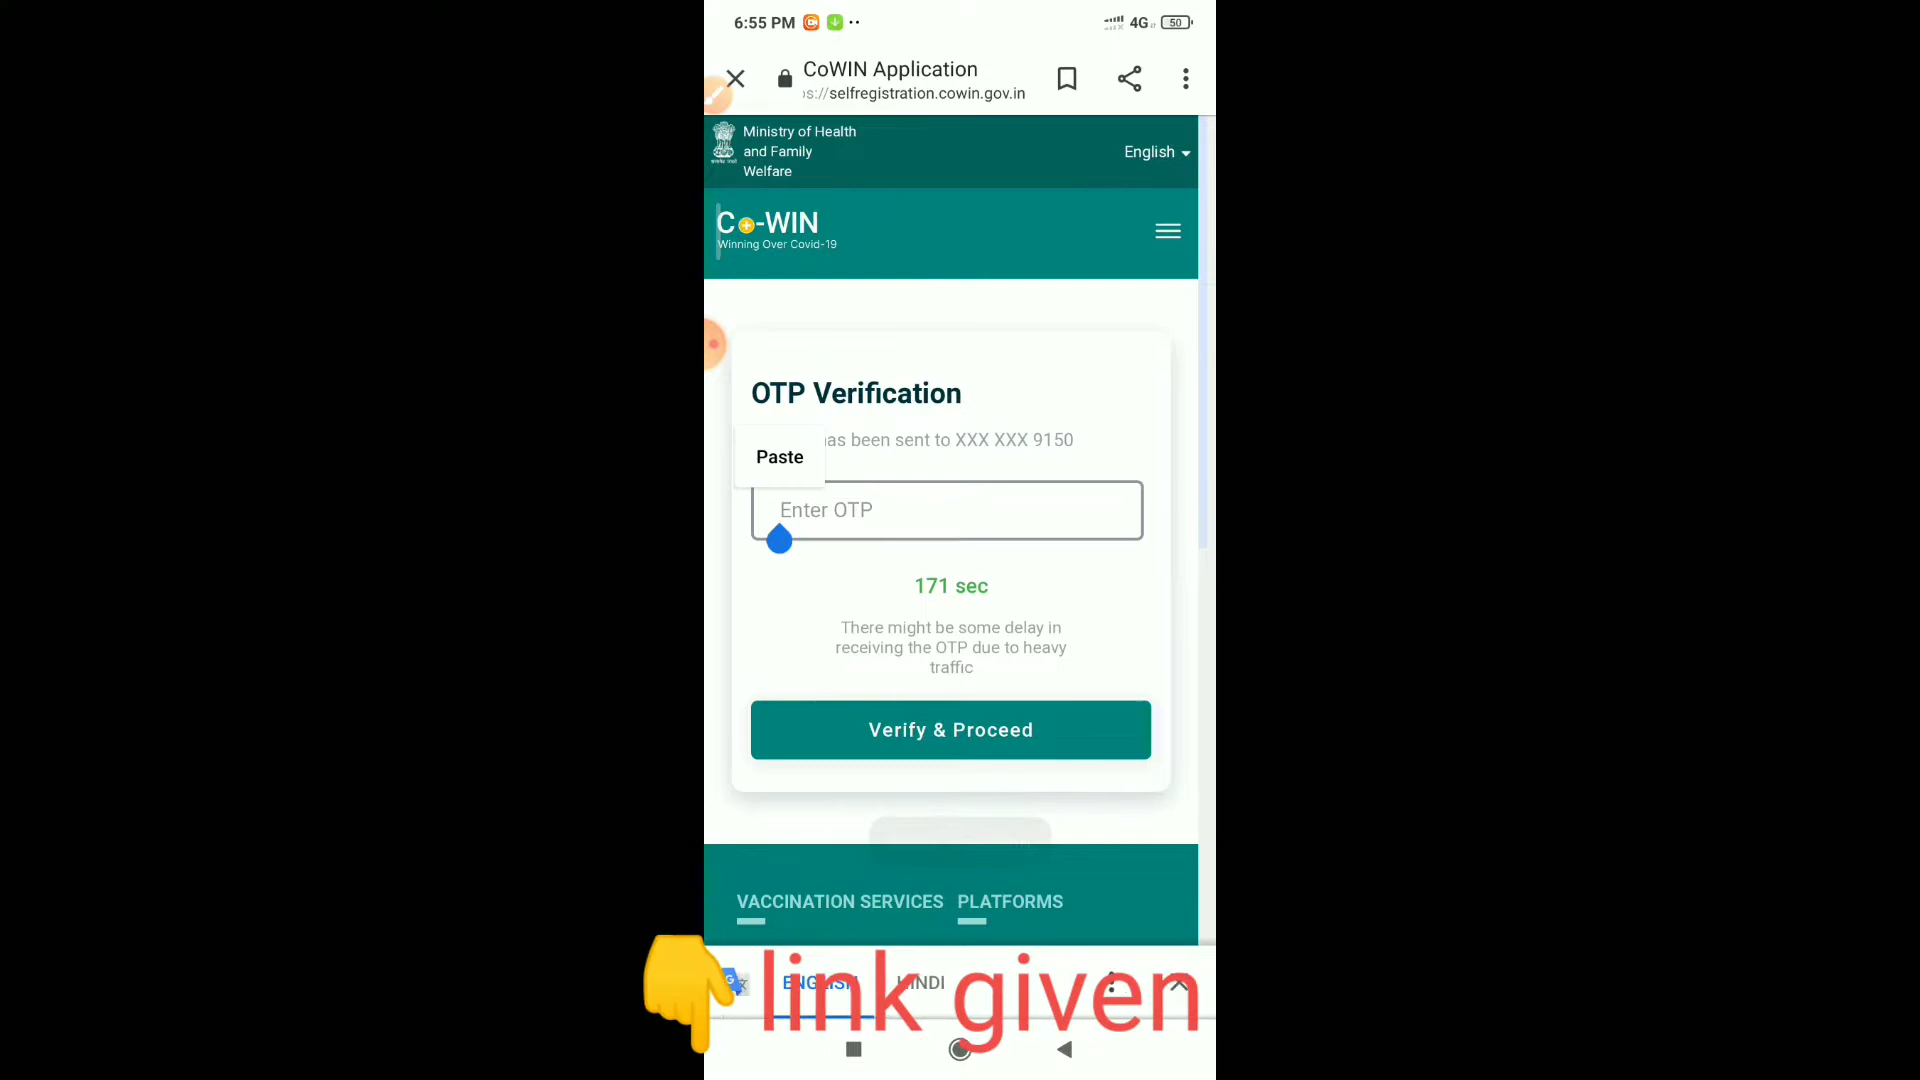 6:55 PM
4G
50
CoWIN Application
s://selfregistration.cowin.gov.in
Ministry of Health
and Family
Welfare
English
Co-WIN
Winning Over Covid-19
OTP Verification
has been sent to XXX XXX 9150
Paste
Enter OTP
171 sec
There might be some delay in
receiving the OTP due to heavy
traffic
Verify & Proceed
VACCINATION SERVICES
PLATFORMS
ENGLISH
HINDI
link given